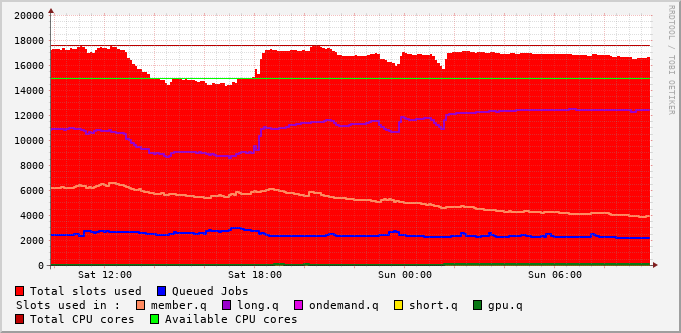 20000
18000
16000
14000
12000
10000
8000
6000
4000
2000
0
Sat 12:00 Sat 18:00 Sun 00:00 Sun 06:00
RRDTOOL / TOBI OETIKER
Total slots used Queued Jobs
Slots used in : member.q long.q ondemand.q short.q gpu.q
Total CPU cores Available CPU cores